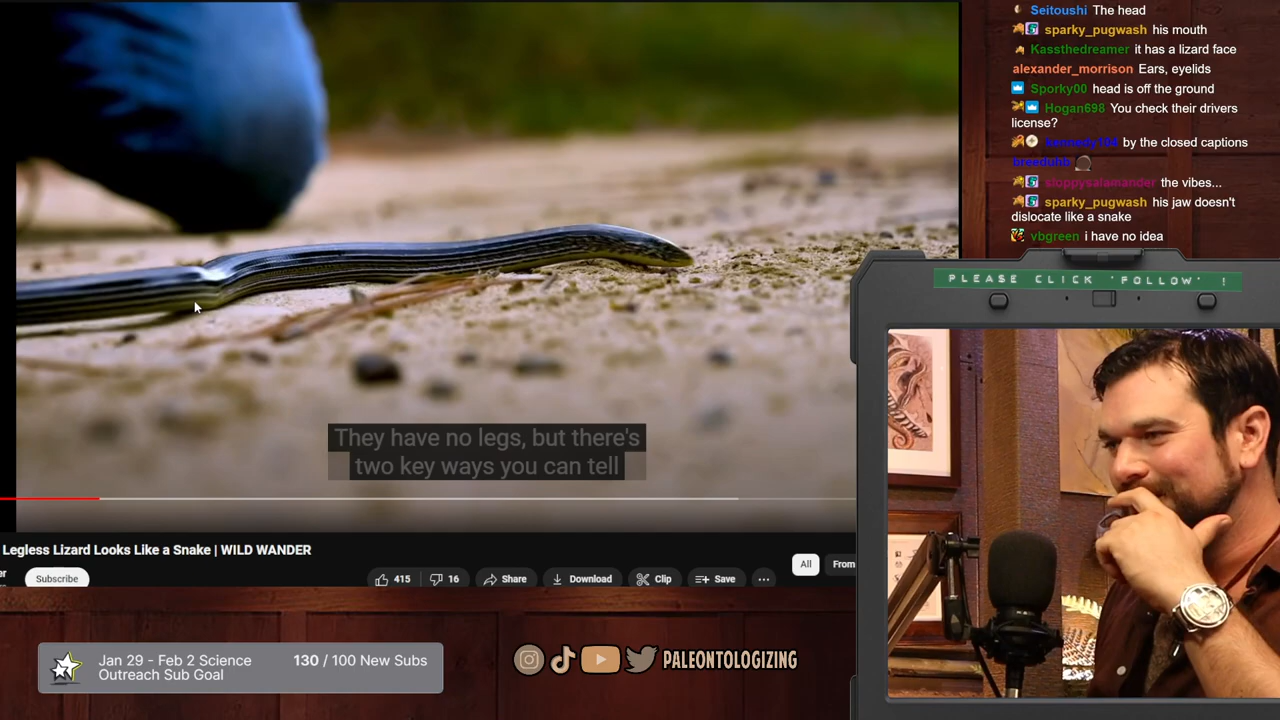 Seitoushi The head
sparky_pugwash his mouth
Kassthedreamer it has a lizard face
alexander_morrison Ears, eyelids
Sporky00 head is off the ground
Hogan698 You check their drivers
license?
kennedy104 by the closed captions
breedubb
sloppysalamander the vibes...
sparky_pugwash his jaw doesn't
dislocate like a snake
vbgreen i have no idea
PLEASE CLICK 'FOLLOW' !
They have no legs, but there's
two key ways you can tell
Legless Lizard Looks Like a Snake | WILD WANDER
er
Subscribe
415
16
Share
Download
Clip
Save
All
From
Jan 29 - Feb 2 Science
Outreach Sub Goal
130 / 100 New Subs
PALEONTOLOGIZING